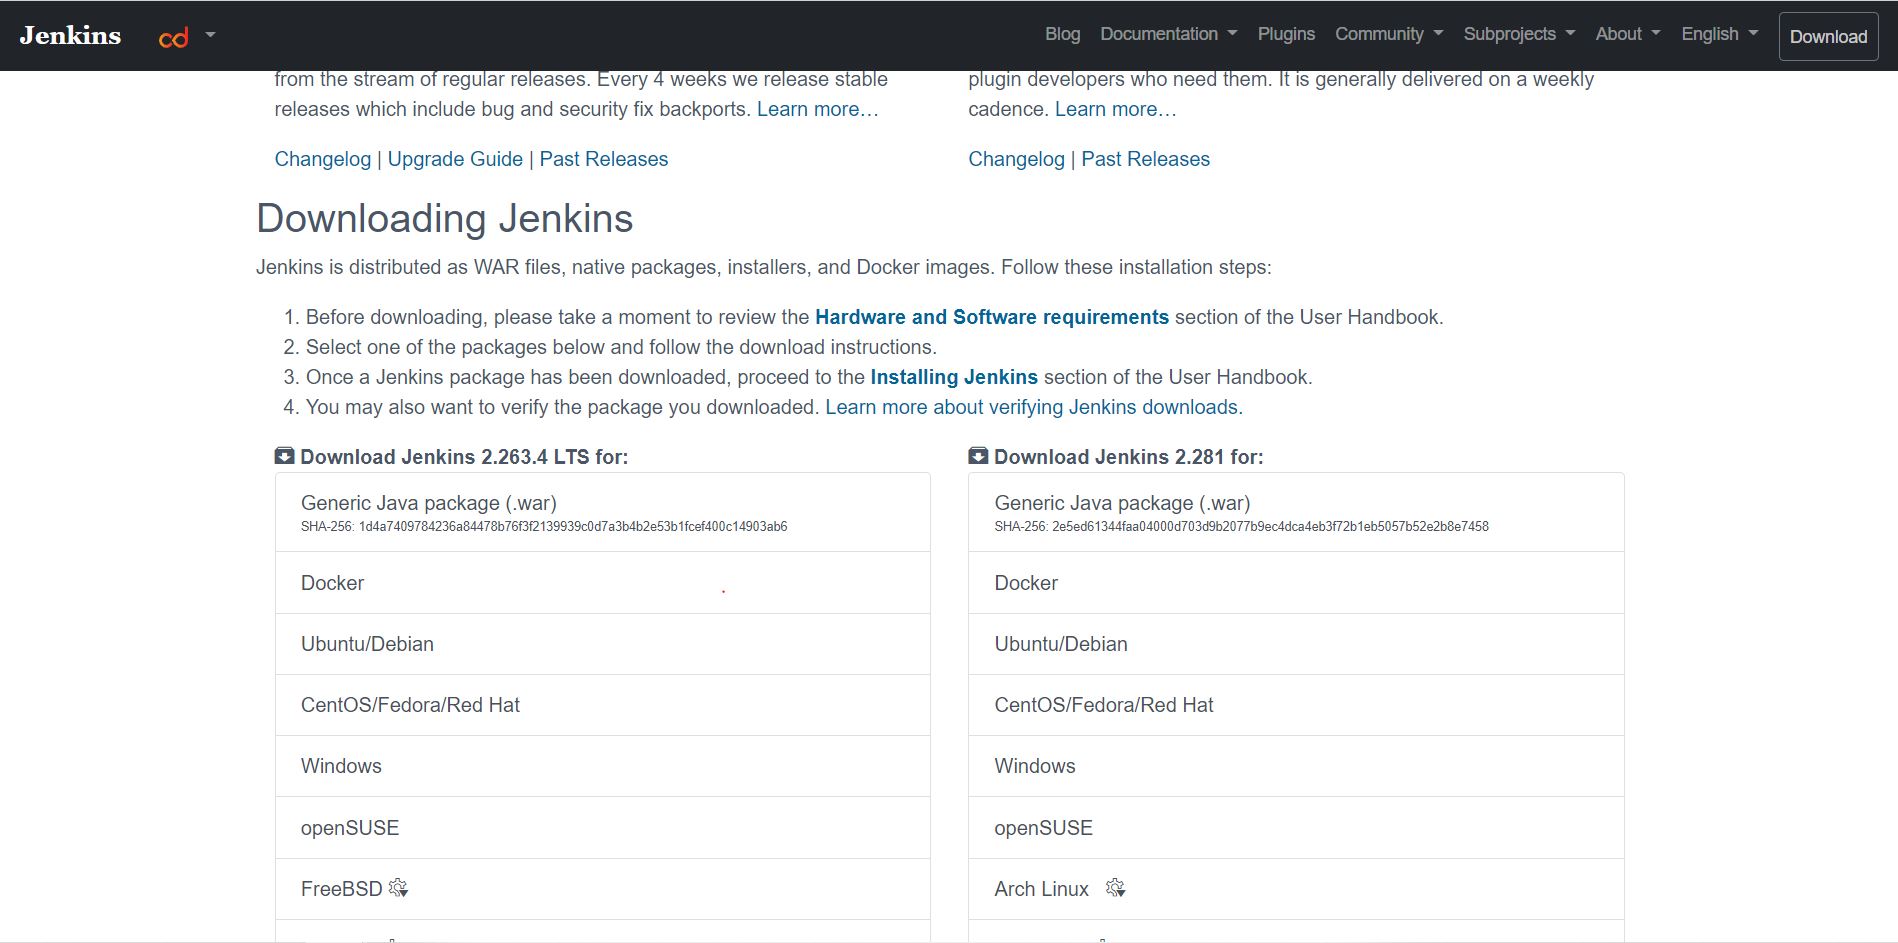 Jenkins
Blog Documentation Plugins Community Subprojects About English Download
from the stream of regular releases. Every 4 weeks we release stable
releases which include bug and security fix backports. Learn more…
Changelog | Upgrade Guide | Past Releases
plugin developers who need them. It is generally delivered on a weekly
cadence. Learn more…
Changelog | Past Releases
Downloading Jenkins
Jenkins is distributed as WAR files, native packages, installers, and Docker images. Follow these installation steps:
1. Before downloading, please take a moment to review the Hardware and Software requirements section of the User Handbook.
2. Select one of the packages below and follow the download instructions.
3. Once a Jenkins package has been downloaded, proceed to the Installing Jenkins section of the User Handbook.
4. You may also want to verify the package you downloaded. Learn more about verifying Jenkins downloads.
Download Jenkins 2.263.4 LTS for:
Generic Java package (.war)
SHA-256: 1d4a7409784236a84478b76f3f2139939c0d7a3b4b2e53b1fcef400c14903ab6
Docker
Ubuntu/Debian
CentOS/Fedora/Red Hat
Windows
openSUSE
FreeBSD
Download Jenkins 2.281 for:
Generic Java package (.war)
SHA-256: 2e5ed61344faa04000d703d9b2077b9ec4dca4eb3f72b1eb5057b52e2b8e7458
Docker
Ubuntu/Debian
CentOS/Fedora/Red Hat
Windows
openSUSE
Arch Linux